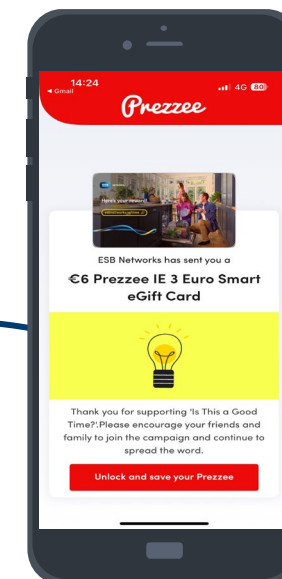 14:24
4G 80
Gmail
Prezzee
Here's your reward
ESB Networks has sent you a
€6 Prezzee IE 3 Euro Smart
eGift Card
Thank you for supporting 'Is This a Good
Time?'.Please encourage your friends and
family to join the campaign and continue to
spread the word.
Unlock and save your Prezzee